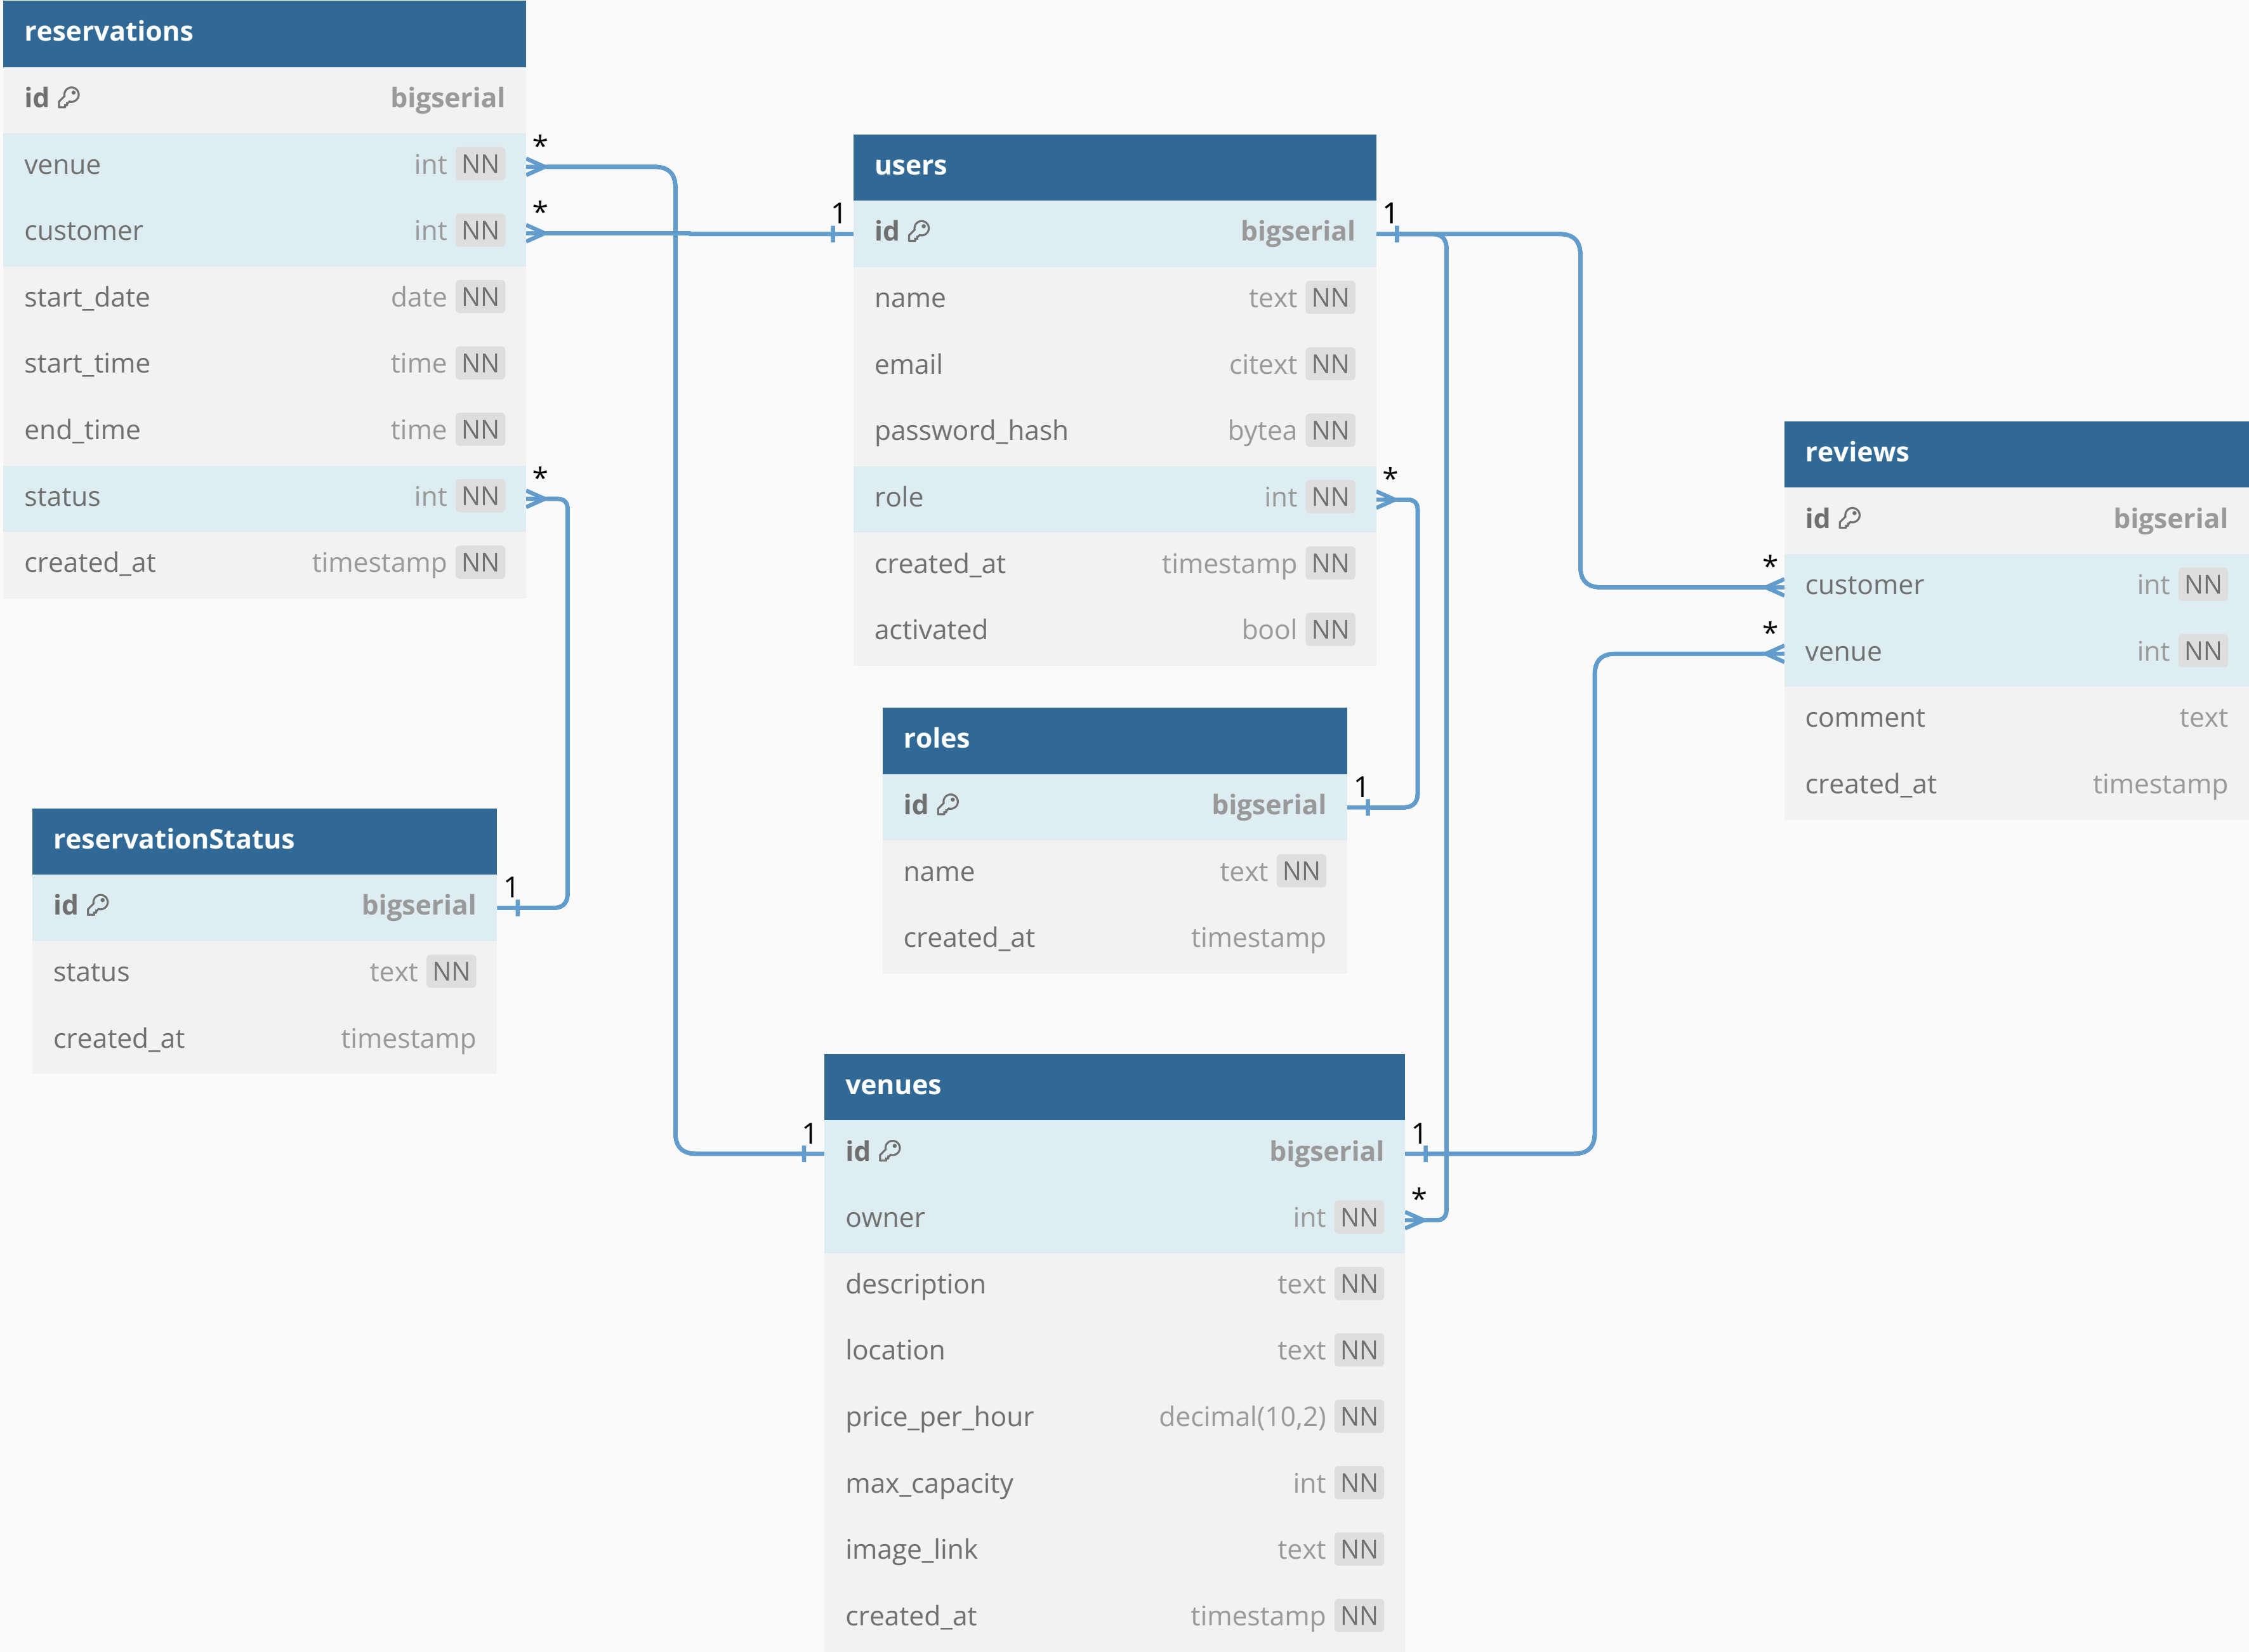 reservations
id bigserial
venue int NN
customer int NN
start_date date NN
start_time time NN
end_time time NN
status int NN
created_at timestamp NN
*
*
*
reservationStatus
id bigserial
status text NN
created_at timestamp
1
users
id bigserial
name text NN
email citext NN
password_hash bytea NN
role int NN
created_at timestamp NN
activated bool NN
1
1
*
roles
id bigserial
name text NN
created_at timestamp
1
venues
id bigserial
owner int NN
description text NN
location text NN
price_per_hour decimal(10,2) NN
max_capacity int NN
image_link text NN
created_at timestamp NN
1
1
*
reviews
id bigserial
customer int NN
venue int NN
comment text
created_at timestamp
*
*